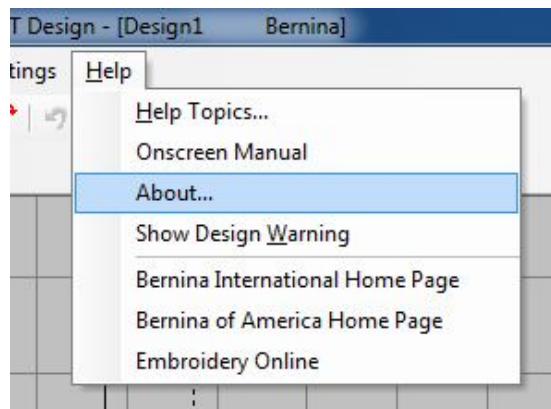 T Design - [Design1 Bernina]
tings Help
Help Topics...
Onscreen Manual
About...
Show Design Warning
Bernina International Home Page
Bernina of America Home Page
Embroidery Online